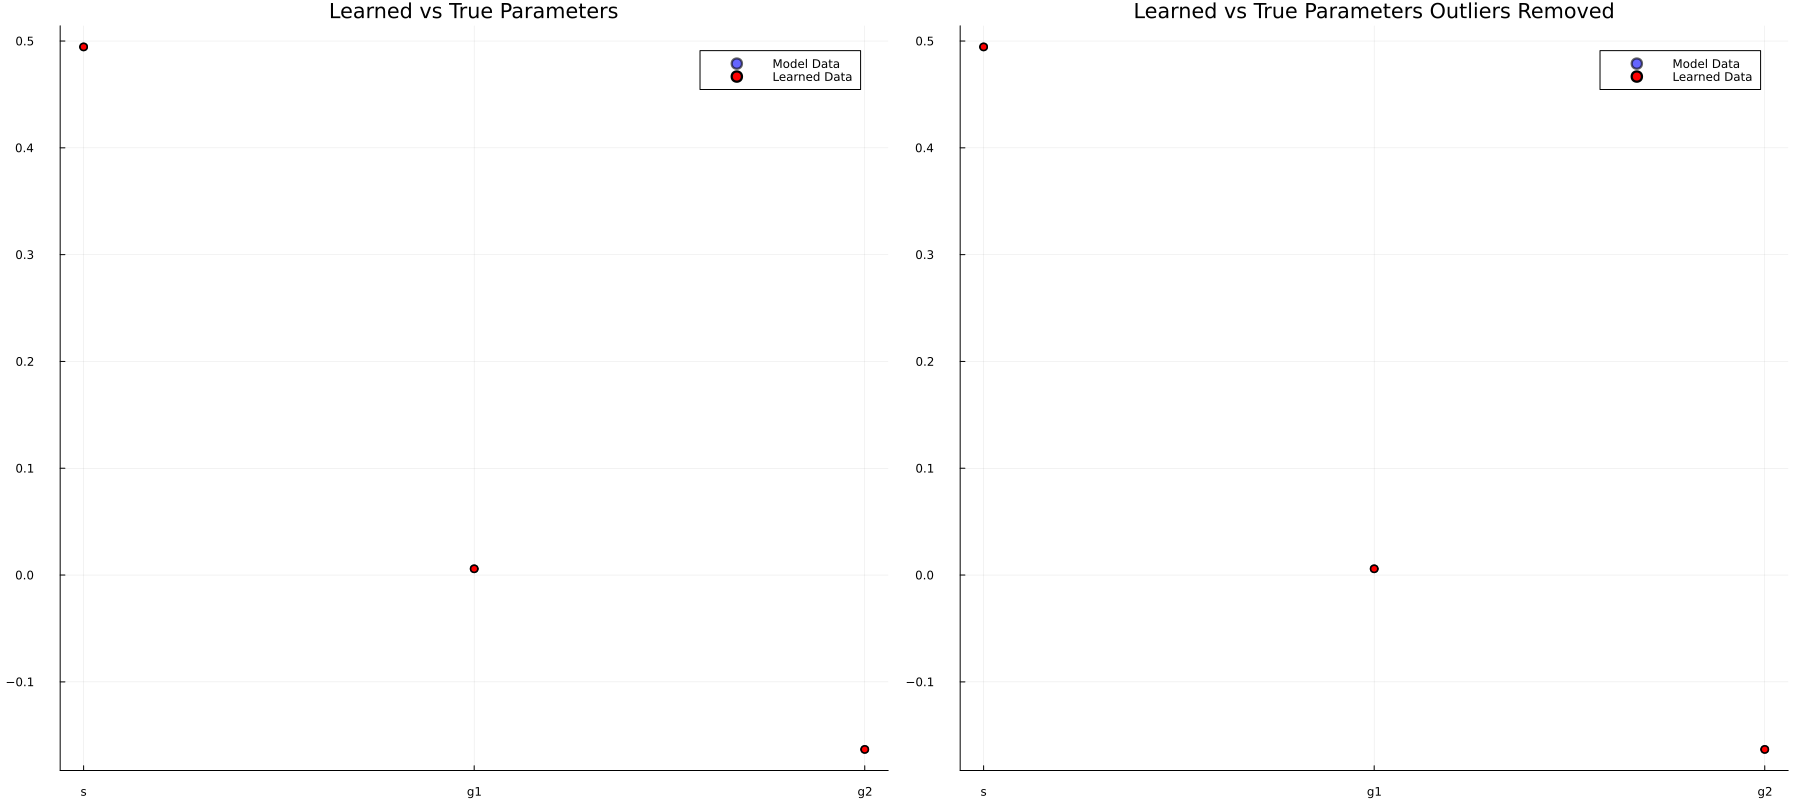 Learned vs True Parameters
0.5
0.4
0.3
0.2
0.1
0.0
−0.1
s
g1
g2
Model Data
Learned Data
Learned vs True Parameters Outliers Removed
0.5
0.4
0.3
0.2
0.1
0.0
−0.1
s
g1
g2
Model Data
Learned Data